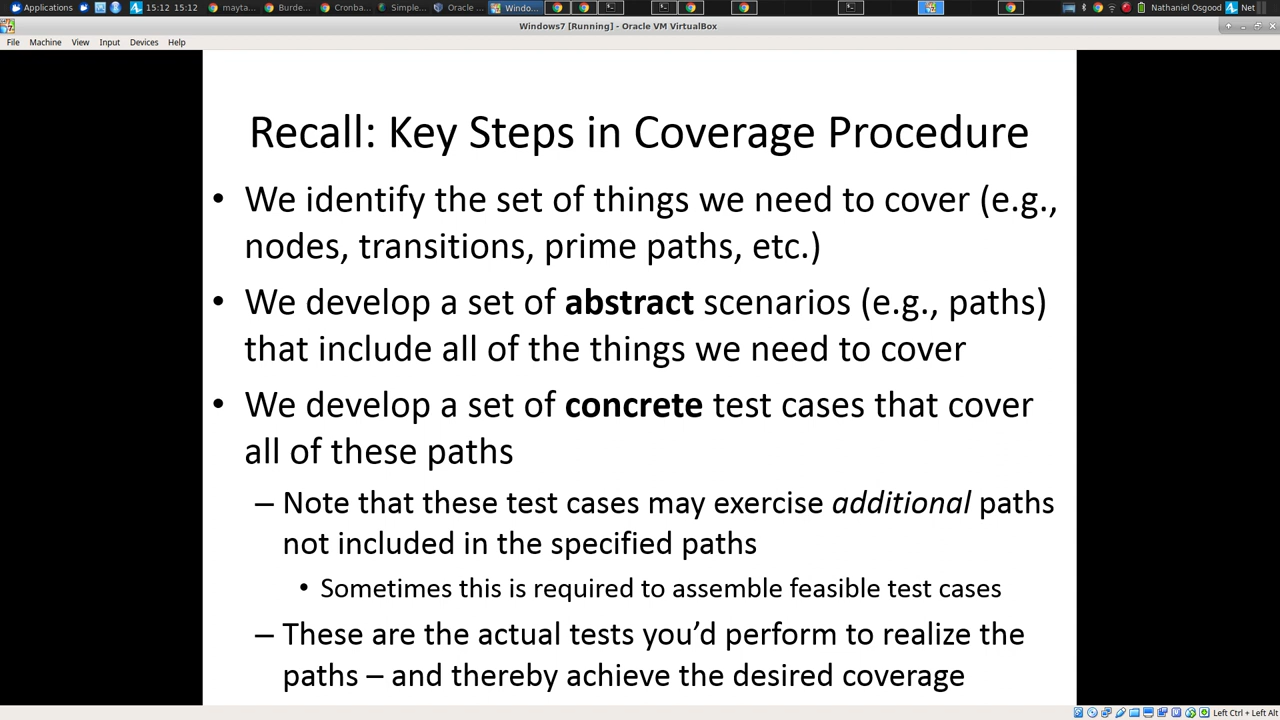 Applications 15:12 15:12 mayta... Burde... Cronba... Simple... Oracle ... Windo... Nathaniel Osgood Net
Windows7 [Running] - Oracle VM VirtualBox
File Machine View Input Devices Help
Recall: Key Steps in Coverage Procedure
• We identify the set of things we need to cover (e.g.,
nodes, transitions, prime paths, etc.)
• We develop a set of abstract scenarios (e.g., paths)
that include all of the things we need to cover
• We develop a set of concrete test cases that cover
all of these paths
– Note that these test cases may exercise additional paths
not included in the specified paths
• Sometimes this is required to assemble feasible test cases
– These are the actual tests you’d perform to realize the
paths – and thereby achieve the desired coverage
Left Ctrl + Left Alt